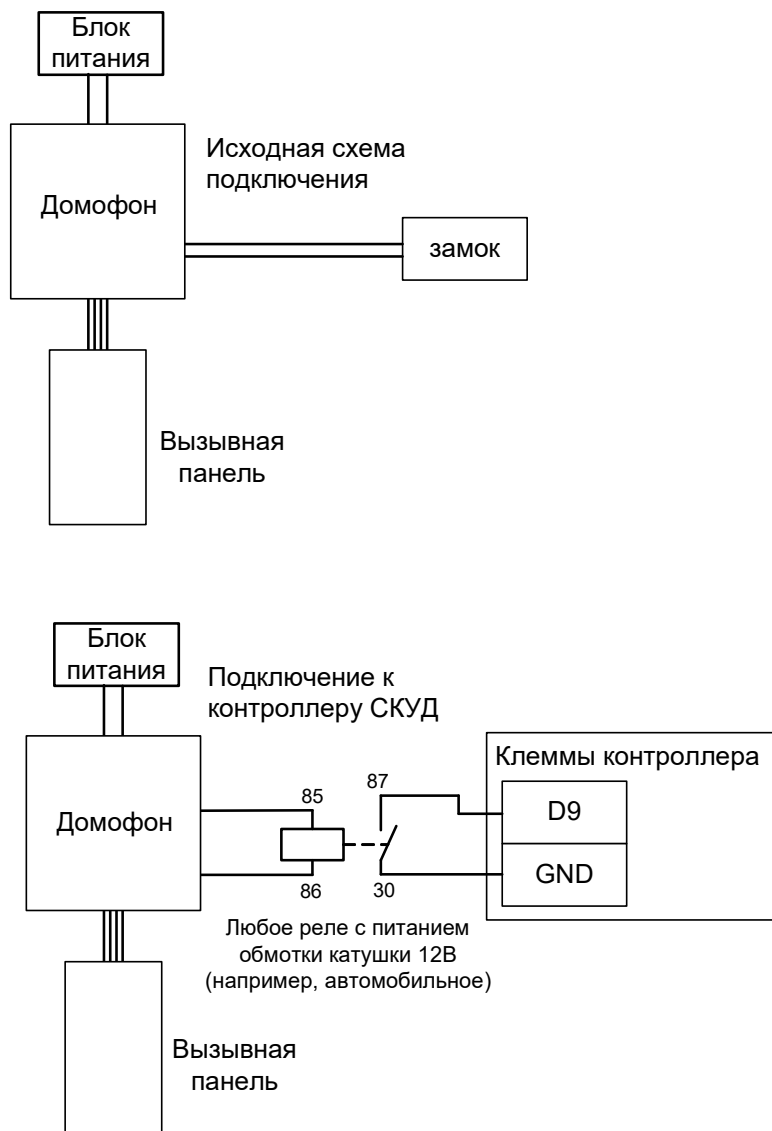 Блок
питания
Исходная схема
подключения
Домофон
замок
Вызывная
панель
Блок
питания
Подключение к
контроллеру СКУД
Клеммы контроллера
85
87
D9
Домофон
GND
86
30
Любое реле с питанием
обмотки катушки 12В
(например, автомобильное)
Вызывная
панель